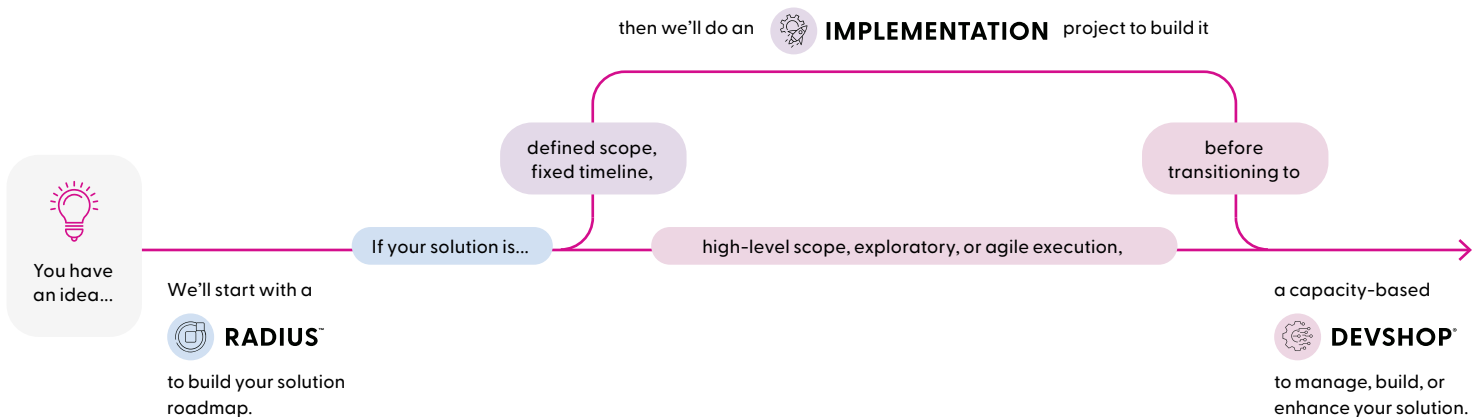 You have
an idea...
We'll start with a
RADIUS™
to build your solution
roadmap.
If your solution is...
defined scope,
fixed timeline,
then we'll do an IMPLEMENTATION project to build it
before
transitioning to
high-level scope, exploratory, or agile execution,
a capacity-based
DEVSHOP®
to manage, build, or
enhance your solution.